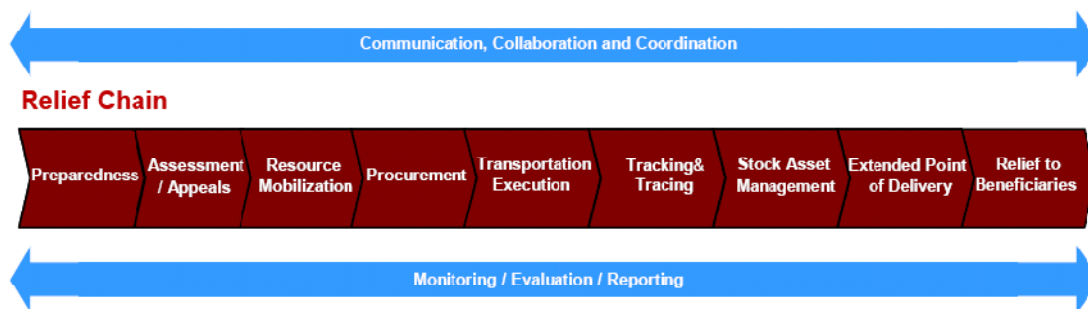 Communication, Collaboration and Coordination
Relief Chain
Preparedness
Assessment
/ Appeals
Resource
Mobilization
Procurement
Transportation
Execution
Tracking&
Tracing
Stock Asset
Management
Extended Point
of Delivery
Relief to
Beneficiaries
Monitoring / Evaluation / Reporting